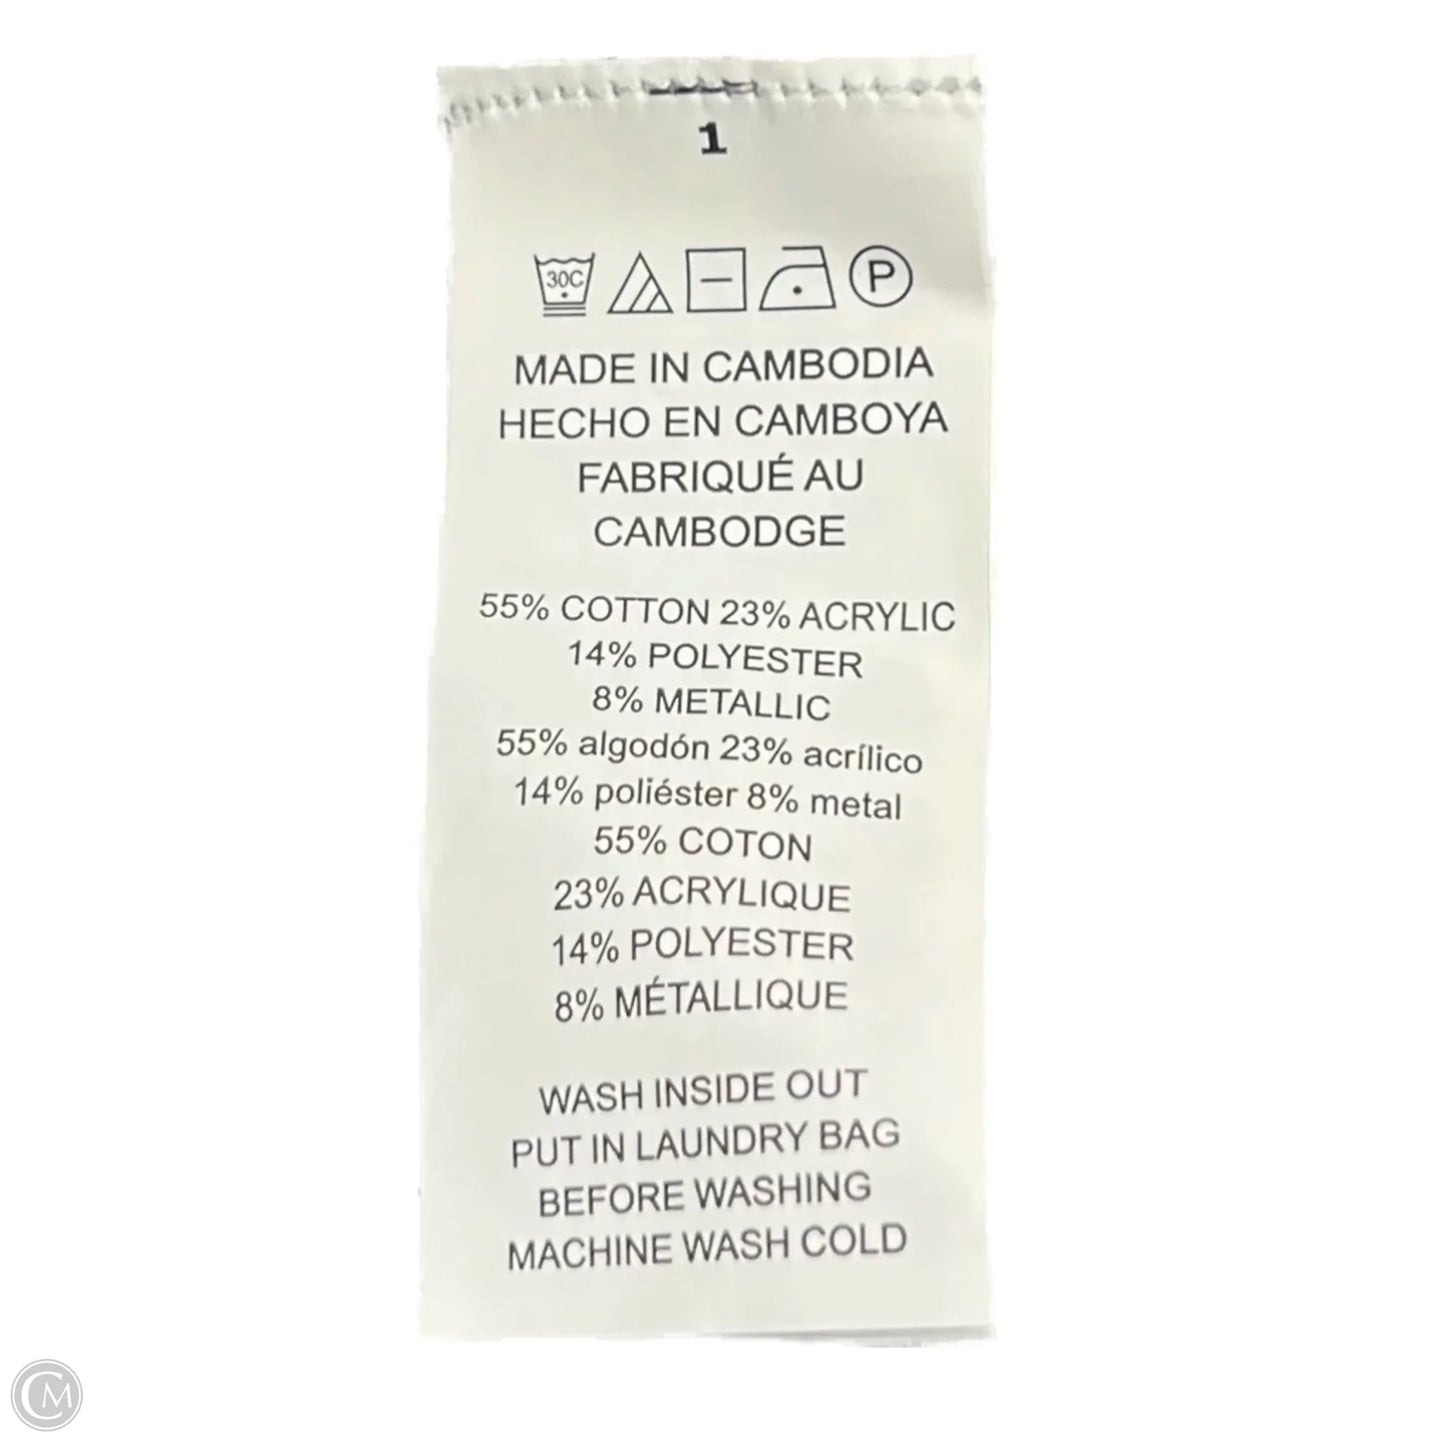 1
30C
P
MADE IN CAMBODIA
HECHO EN CAMBOYA
FABRIQUÉ AU
CAMBODGE
55% COTTON 23% ACRYLIC
14% POLYESTER
8% METALLIC
55% algodón 23% acrílico
14% poliéster 8% metal
55% COTON
23% ACRYLIQUE
14% POLYESTER
8% MÉTALLIQUE
WASH INSIDE OUT
PUT IN LAUNDRY BAG
BEFORE WASHING
MACHINE WASH COLD
CM